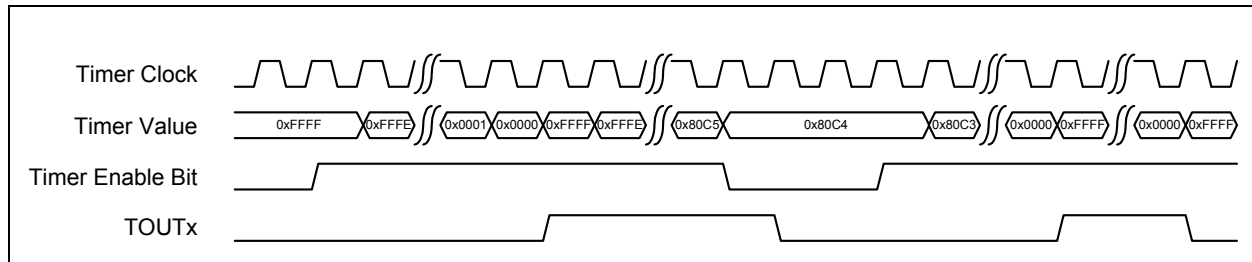 Timer Clock
Timer Value 0xFFFF 0xFFFE 0x0001 0x0000 0xFFFF 0xFFFE 0x80C5 0x80C4 0x80C3 0x0000 0xFFFF 0x0000 0xFFFF
Timer Enable Bit
TOUTx